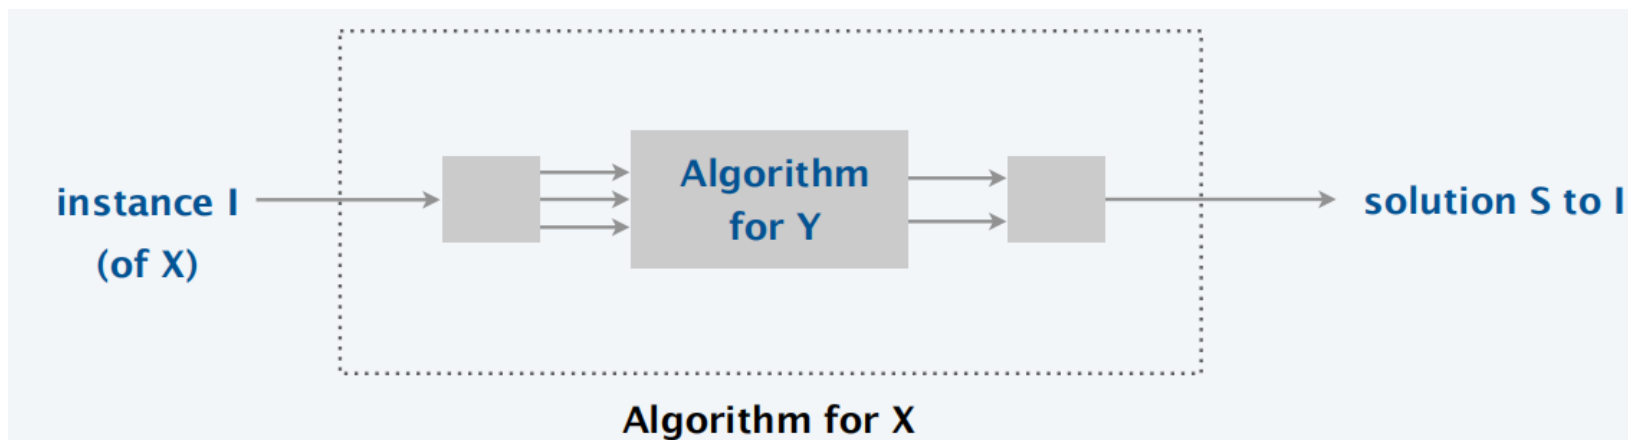 instance I
(of X)
Algorithm
for Y
solution S to I
Algorithm for X